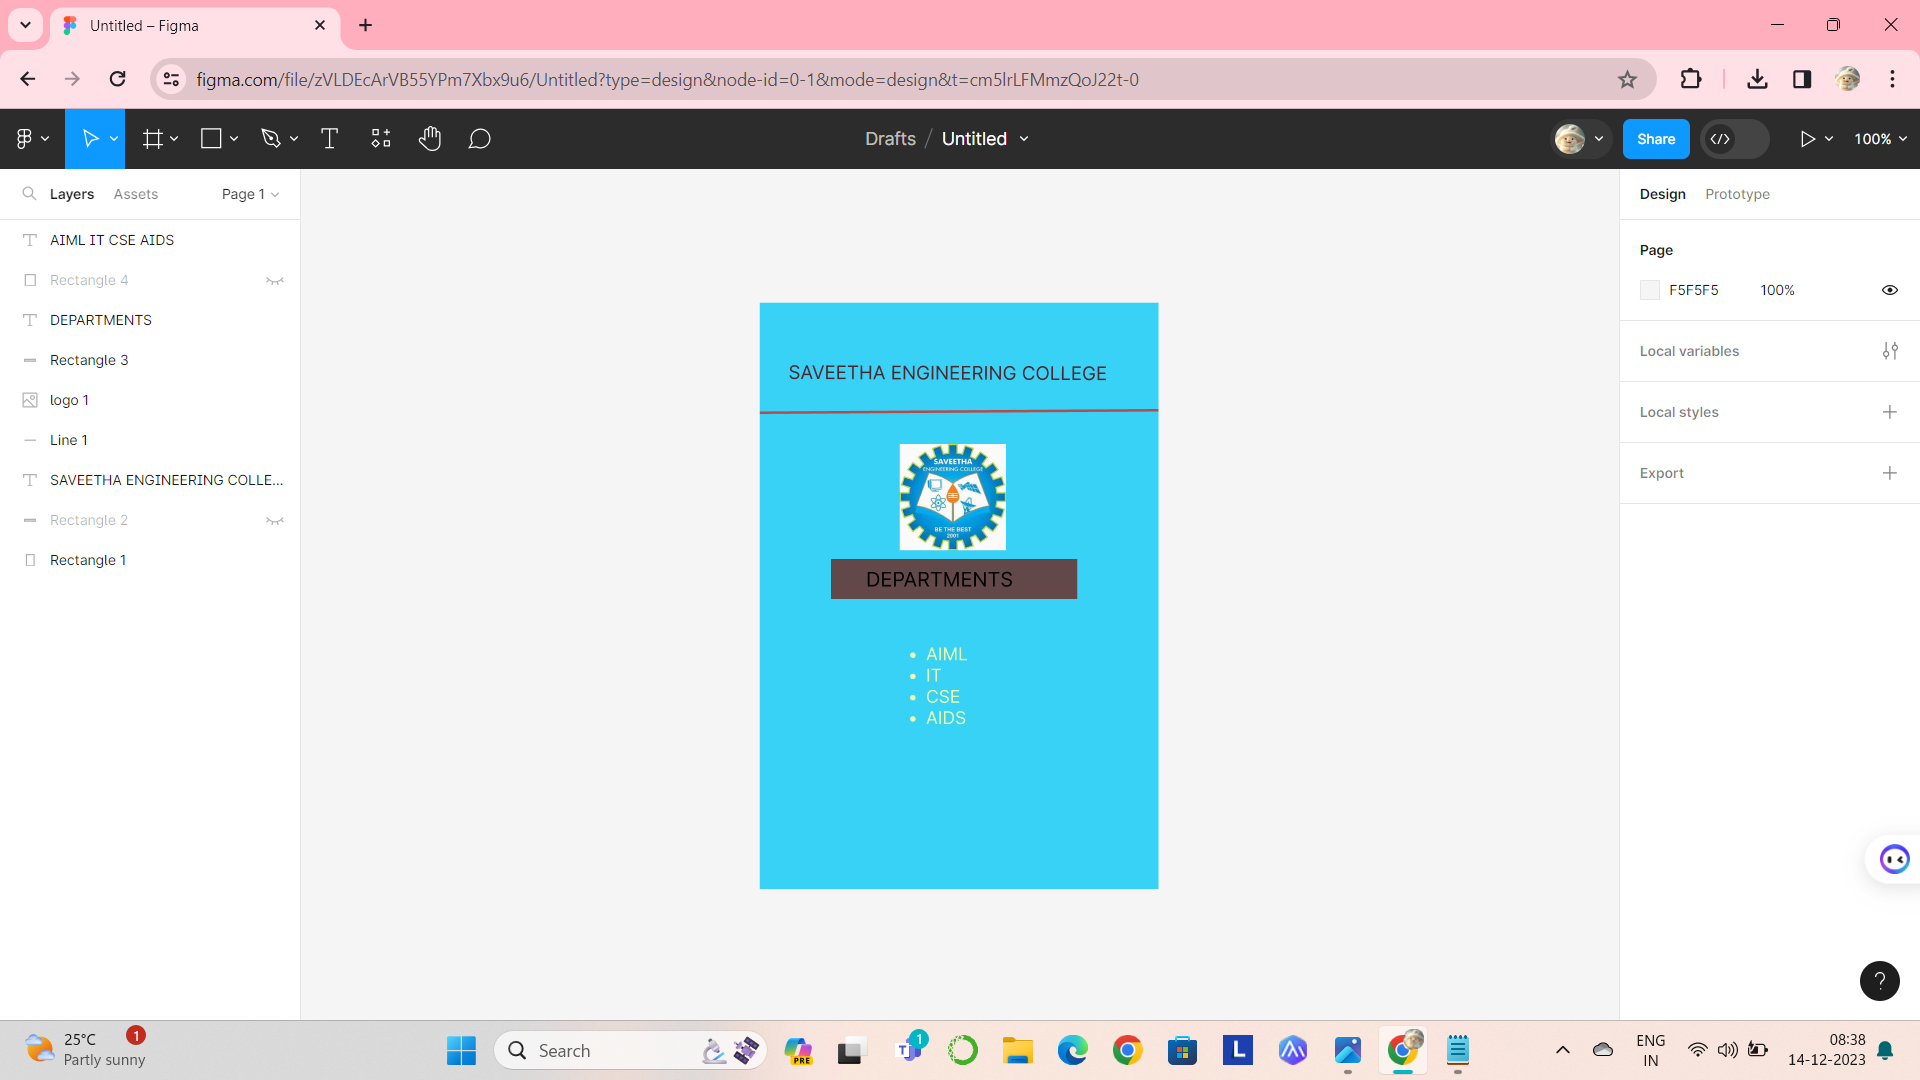 Untitled – Figma
figma.com/file/zVLDEcArVB55YPm7Xbx9u6/Untitled?type=design&node-id=0-1&mode=design&t=cm5lrLFMmzQoJ22t-0
Drafts / Untitled
Share
100%
Layers Assets Page 1
Design Prototype
AIML IT CSE AIDS
Rectangle 4
DEPARTMENTS
Rectangle 3
logo 1
Line 1
SAVEETHA ENGINEERING COLLE...
Rectangle 2
Rectangle 1
SAVEETHA ENGINEERING COLLEGE
SAVEETHA
ENGINEERING COLLEGE
BE THE BEST
2001
DEPARTMENTS
• AIML
• IT
• CSE
• AIDS
Page
F5F5F5 100%
Local variables
Local styles
Export
?
25°C
1
Partly sunny
Search
PRE
T
1
L
ENG
IN
08:38
14-12-2023